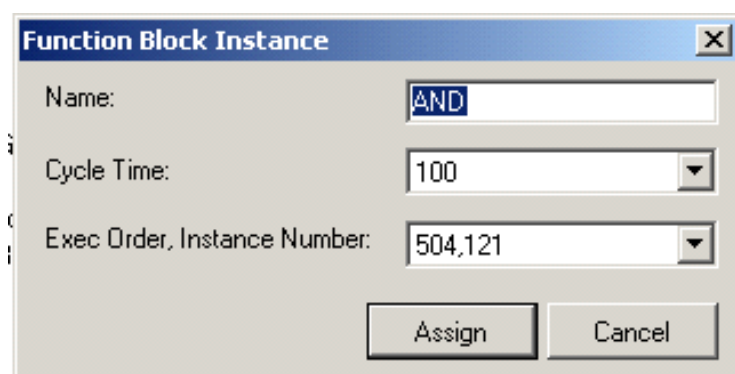 Function Block Instance
Name: AND
Cycle Time: 100
Exec Order, Instance Number: 504,121
Assign Cancel